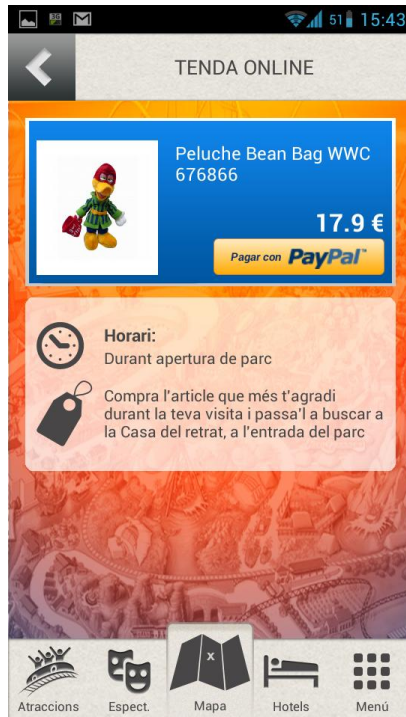 3G 51 15:43
TENDA ONLINE
Peluche Bean Bag WWC
676866
17.9 €
Pagar con PayPal™
Horari:
Durant apertura de parc
Compra l'article que més t'agradi
durant la teva visita i passa'l a buscar a
la Casa del retrat, a l'entrada del parc
x
Atraccions Espect. Mapa Hotels Menú